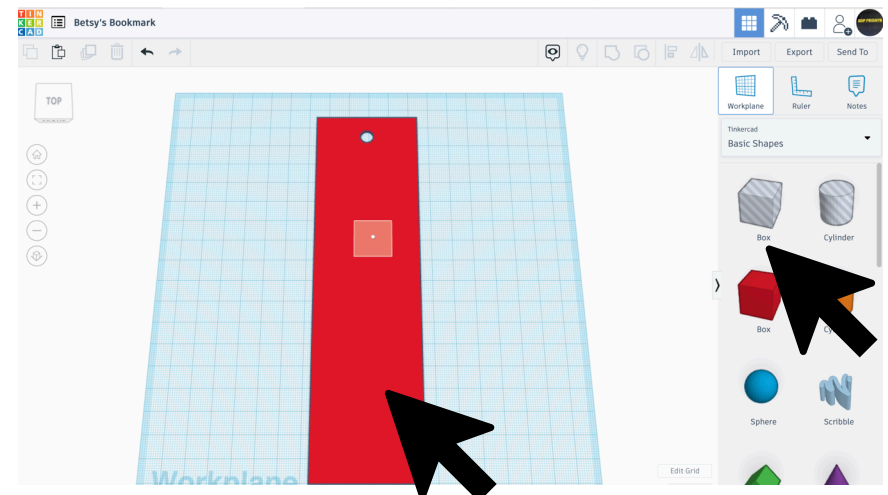 TIN
KER
CAD
Betsy's Bookmark
Import Export Send To
TOP
Workplane Ruler Notes
Tinkercad
Basic Shapes
Box Cylinder
Box
Sphere Scribble
Edit Grid
Workplane